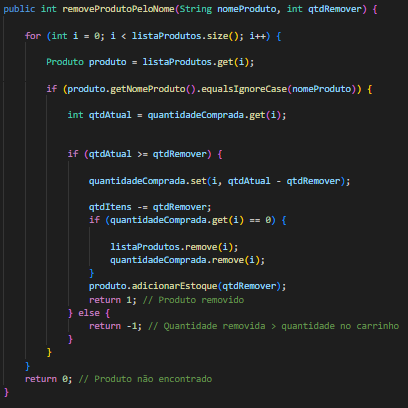 public int removeProdutoPeloNome(String nomeProduto, int qtdRemover) {
for (int i = 0; i < listaProdutos.size(); i++) {
Produto produto = listaProdutos.get(i);
if (produto.getNomeProduto().equalsIgnoreCase(nomeProduto)) {
int qtdAtual = quantidadeComprada.get(i);
if (qtdAtual >= qtdRemover) {
quantidadeComprada.set(i, qtdAtual - qtdRemover);
qtdItens -= qtdRemover;
if (quantidadeComprada.get(i) == 0) {
listaProdutos.remove(i);
quantidadeComprada.remove(i);
}
produto.adicionarEstoque(qtdRemover);
return 1; // Produto removido
} else {
return -1; // Quantidade removida > quantidade no carrinho
}
}
}
return 0; // Produto não encontrado
}